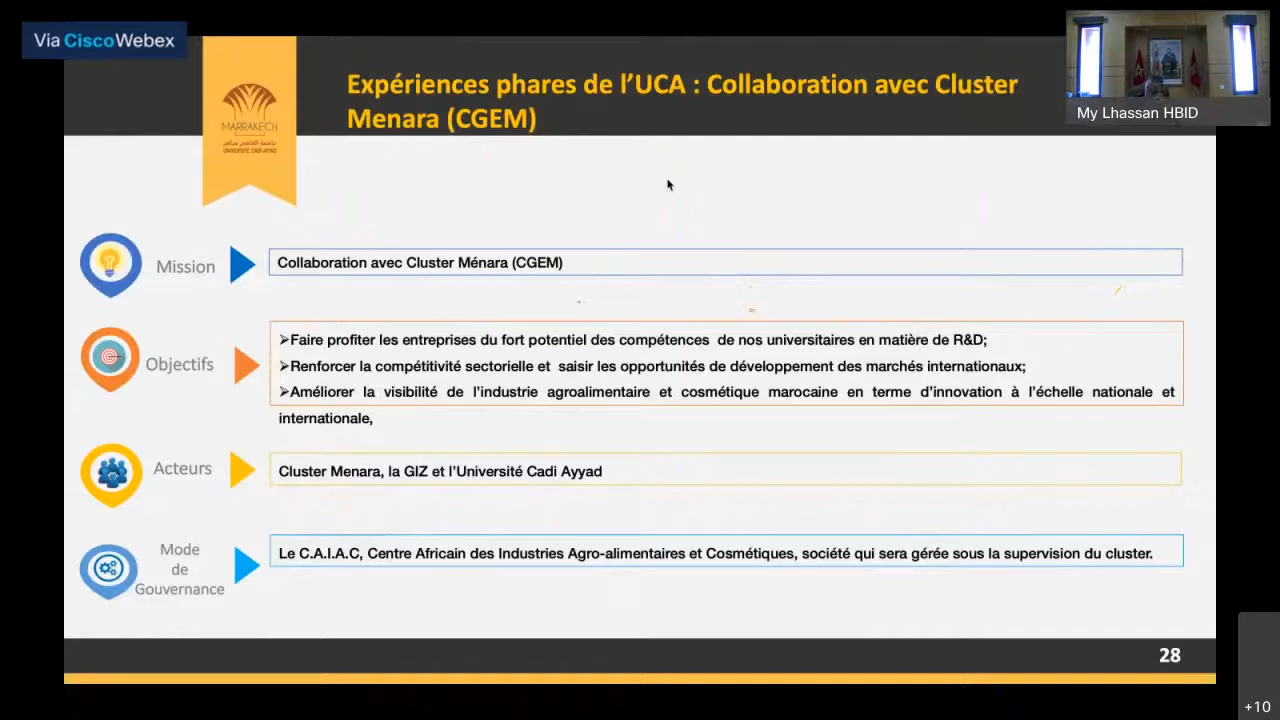 Via CiscoWebex
My Lhassan HBID
Expériences phares de l’UCA : Collaboration avec Cluster
Menara (CGEM)
MARRAKECH
UNIVERSITÉ CADI AYYAD
Mission
Collaboration avec Cluster Ménara (CGEM)
Objectifs
➢Faire profiter les entreprises du fort potentiel des compétences de nos universitaires en matière de R&D;
➢Renforcer la compétitivité sectorielle et saisir les opportunités de développement des marchés internationaux;
➢Améliorer la visibilité de l’industrie agroalimentaire et cosmétique marocaine en terme d’innovation à l’échelle nationale et
internationale,
Acteurs
Cluster Menara, la GIZ et l’Université Cadi Ayyad
Mode
de
Gouvernance
Le C.A.I.A.C, Centre Africain des Industries Agro-alimentaires et Cosmétiques, société qui sera gérée sous la supervision du cluster.
28
+10